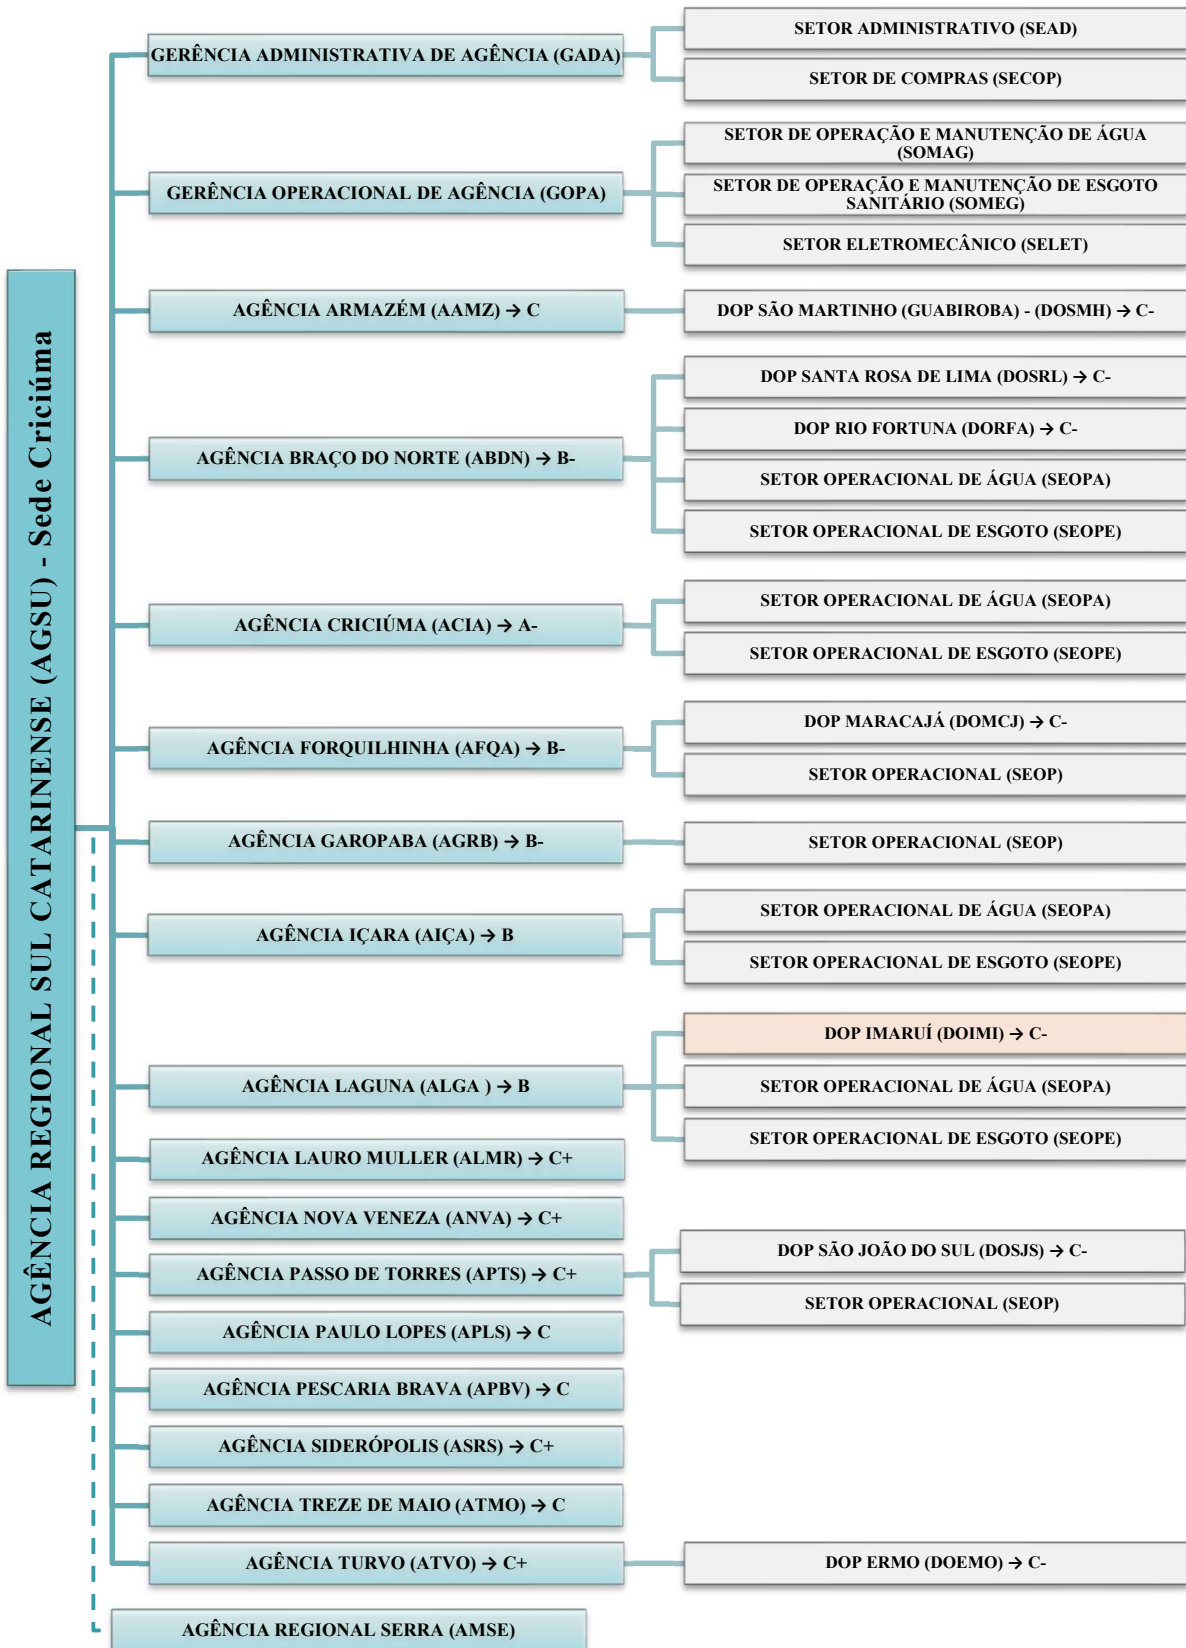 AGÊNCIA REGIONAL SUL CATARINENSE (AGSU) - Sede Criciúma
GERÊNCIA ADMINISTRATIVA DE AGÊNCIA (GADA)
SETOR ADMINISTRATIVO (SEAD)
SETOR DE COMPRAS (SECOP)
GERÊNCIA OPERACIONAL DE AGÊNCIA (GOPA)
SETOR DE OPERAÇÃO E MANUTENÇÃO DE ÁGUA
(SOMAG)
SETOR DE OPERAÇÃO E MANUTENÇÃO DE ESGOTO
SANITÁRIO (SOMEG)
SETOR ELETROMECÂNICO (SELET)
AGÊNCIA ARMAZÉM (AAMZ) → C
DOP SÃO MARTINHO (GUABIROBA) - (DOSMH) → C-
AGÊNCIA BRAÇO DO NORTE (ABDN) → B-
DOP SANTA ROSA DE LIMA (DOSRL) → C-
DOP RIO FORTUNA (DORFA) → C-
SETOR OPERACIONAL DE ÁGUA (SEOPA)
SETOR OPERACIONAL DE ESGOTO (SEOPE)
AGÊNCIA CRICIÚMA (ACIA) → A-
SETOR OPERACIONAL DE ÁGUA (SEOPA)
SETOR OPERACIONAL DE ESGOTO (SEOPE)
AGÊNCIA FORQUILHINHA (AFQA) → B-
DOP MARACAJÁ (DOMCJ) → C-
SETOR OPERACIONAL (SEOP)
AGÊNCIA GAROPABA (AGRB) → B-
SETOR OPERACIONAL (SEOP)
AGÊNCIA IÇARA (AIÇA) → B
SETOR OPERACIONAL DE ÁGUA (SEOPA)
SETOR OPERACIONAL DE ESGOTO (SEOPE)
AGÊNCIA LAGUNA (ALGA ) → B
DOP IMARUÍ (DOIMI) → C-
SETOR OPERACIONAL DE ÁGUA (SEOPA)
SETOR OPERACIONAL DE ESGOTO (SEOPE)
AGÊNCIA LAURO MULLER (ALMR) → C+
AGÊNCIA NOVA VENEZA (ANVA) → C+
AGÊNCIA PASSO DE TORRES (APTS) → C+
DOP SÃO JOÃO DO SUL (DOSJS) → C-
SETOR OPERACIONAL (SEOP)
AGÊNCIA PAULO LOPES (APLS) → C
AGÊNCIA PESCARIA BRAVA (APBV) → C
AGÊNCIA SIDERÓPOLIS (ASRS) → C+
AGÊNCIA TREZE DE MAIO (ATMO) → C
AGÊNCIA TURVO (ATVO) → C+
DOP ERMO (DOEMO) → C-
AGÊNCIA REGIONAL SERRA (AMSE)